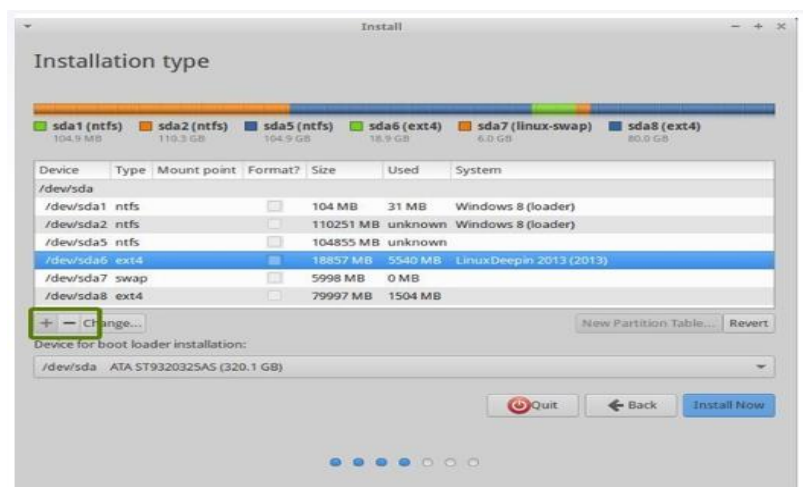 Install
Installation type
sda1 (ntfs) sda2 (ntfs) sda5 (ntfs) sda6 (ext4) sda7 (linux-swap) sda8 (ext4)
104.9 MB 110.3 GB 104.9 GB 18.9 GB 6.0 GB 80.0 GB
Device Type Mount point Format? Size Used System
/dev/sda
/dev/sda1 ntfs 104 MB 31 MB Windows 8 (loader)
/dev/sda2 ntfs 110251 MB unknown Windows 8 (loader)
/dev/sda5 ntfs 104855 MB unknown
/dev/sda6 ext4 18857 MB 5540 MB LinuxDeepin 2013 (2013)
/dev/sda7 swap 5998 MB 0 MB
/dev/sda8 ext4 79997 MB 1504 MB
+ − Change... New Partition Table... Revert
Device for boot loader installation:
/dev/sda ATA ST9320325AS (320.1 GB)
Quit Back Install Now